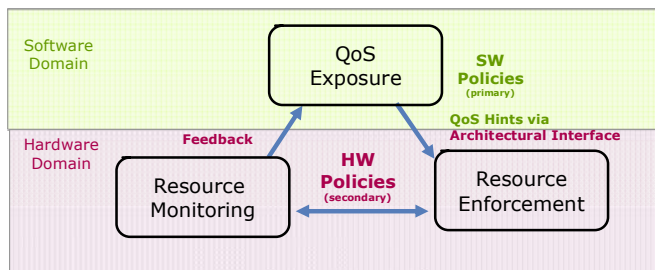 Software
Domain
QoS
Exposure
SW
Policies
(primary)
QoS Hints via
Architectural Interface
Hardware
Domain
Feedback
HW
Policies
(secondary)
Resource
Monitoring
Resource
Enforcement